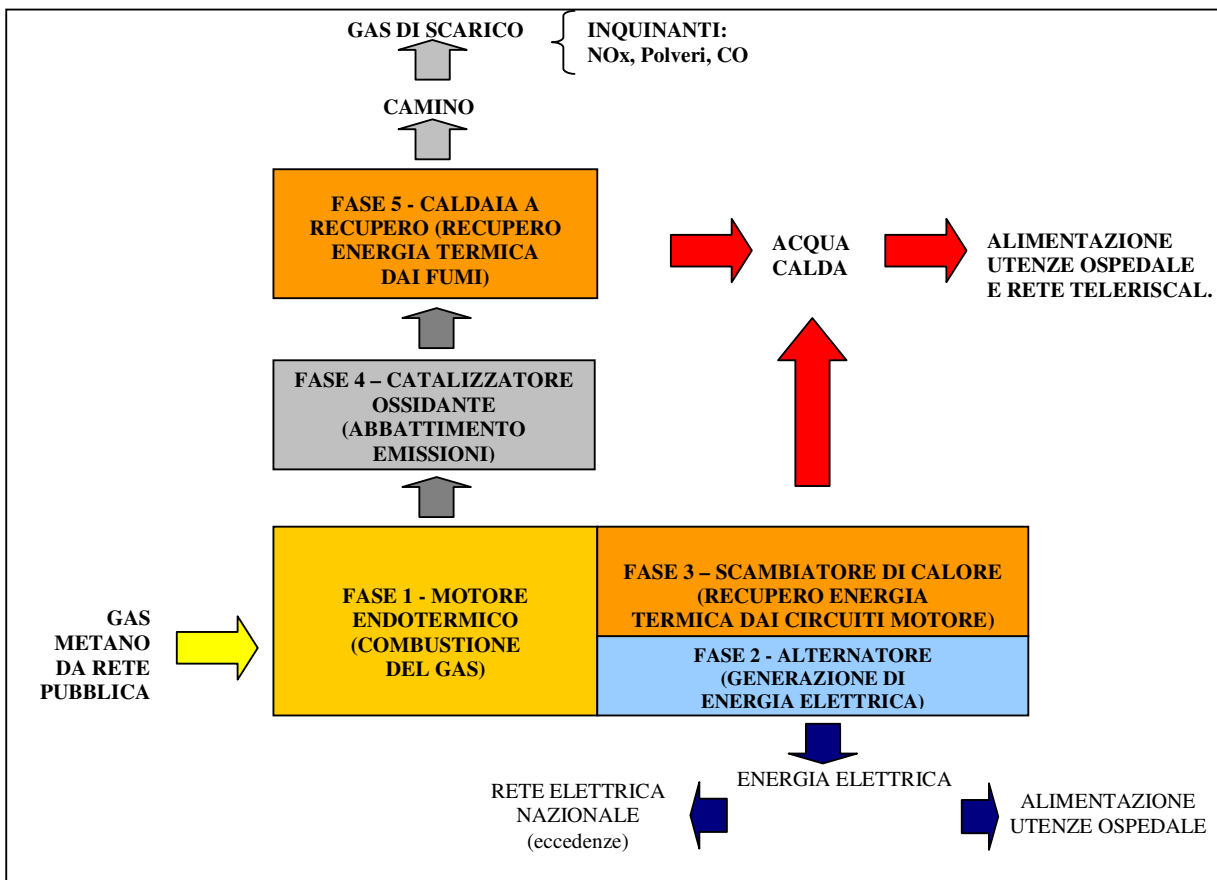 GAS DI SCARICO
INQUINANTI:
NOx, Polveri, CO
CAMINO
FASE 5 - CALDAIA A
RECUPERO (RECUPERO
ENERGIA TERMICA
DAI FUMI)
ACQUA
CALDA
ALIMENTAZIONE
UTENZE OSPEDALE
E RETE TELERISCAL.
FASE 4 – CATALIZZATORE
OSSIDANTE
(ABBATTIMENTO
EMISSIONI)
GAS
METANO
DA RETE
PUBBLICA
FASE 1 - MOTORE
ENDOTERMICO
(COMBUSTIONE
DEL GAS)
FASE 3 – SCAMBIATORE DI CALORE
(RECUPERO ENERGIA
TERMICA DAI CIRCUITI MOTORE)
FASE 2 - ALTERNATORE
(GENERAZIONE DI
ENERGIA ELETTRICA)
ENERGIA ELETTRICA
RETE ELETTRICA
NAZIONALE
(eccedenze)
ALIMENTAZIONE
UTENZE OSPEDALE